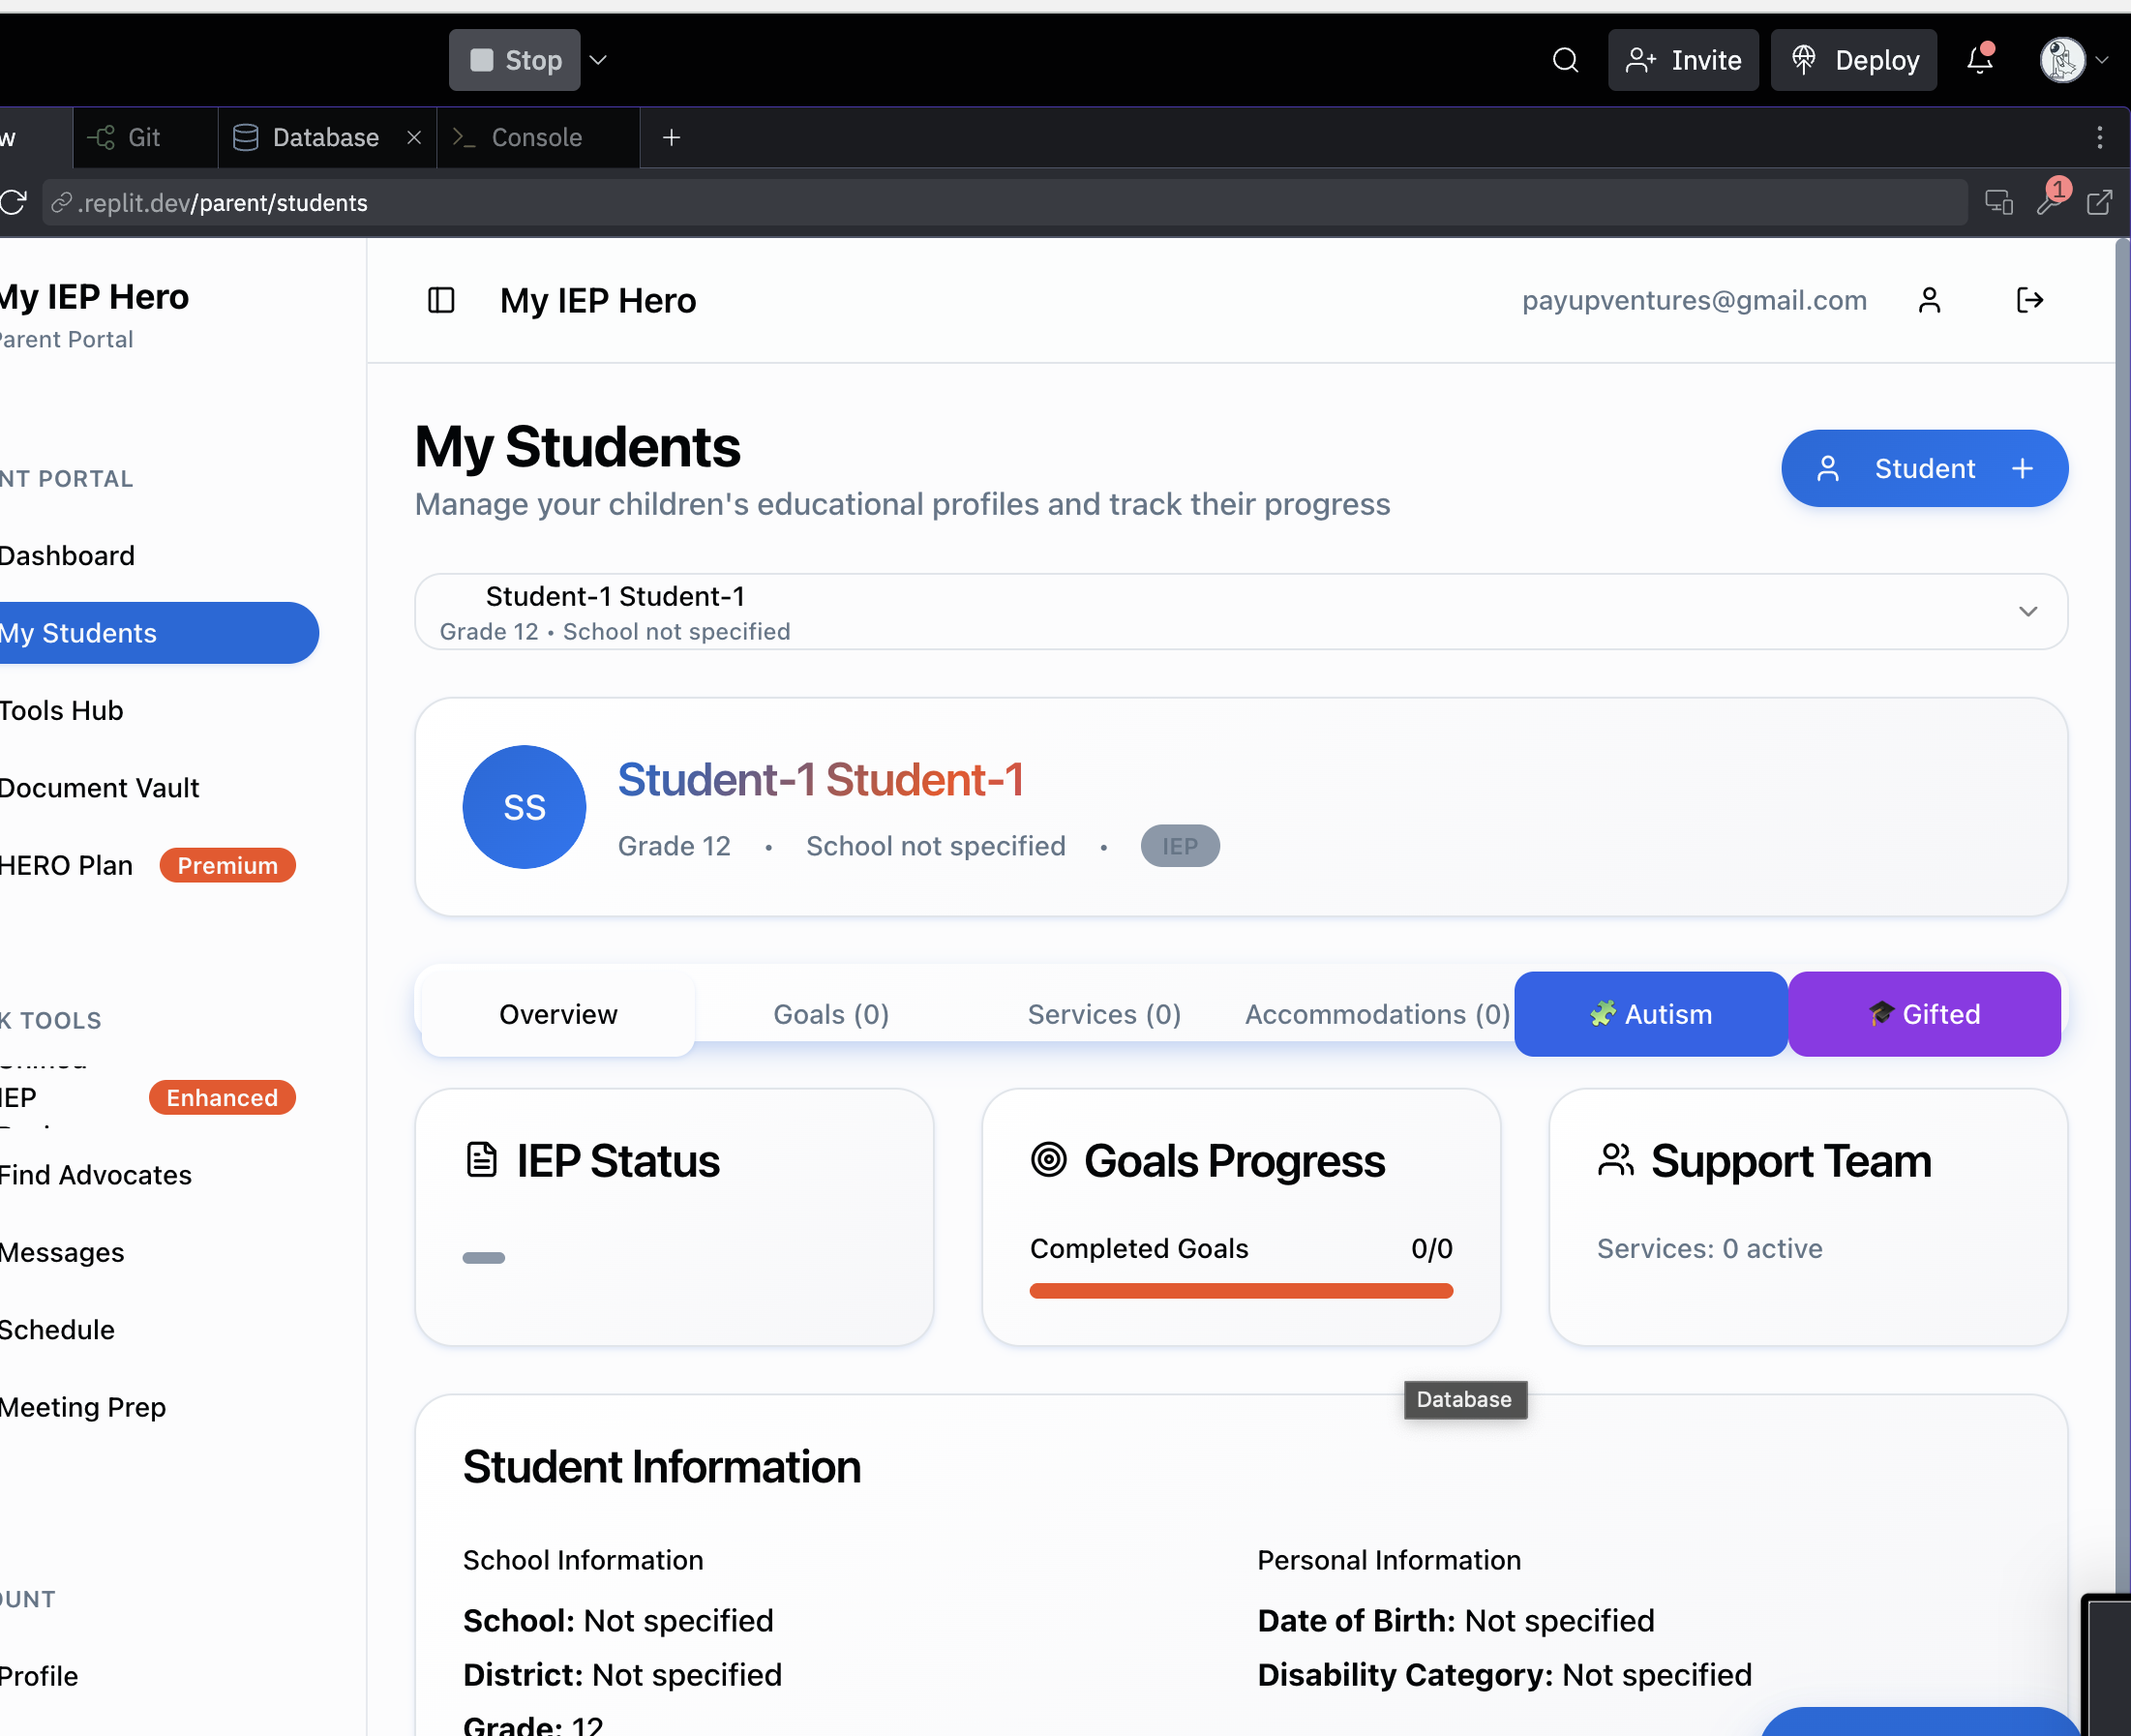 Stop
Invite
Deploy
w
Git
Database
Console
.replit.dev/parent/students
1
My IEP Hero
Parent Portal
My IEP Hero
payupventures@gmail.com
NT PORTAL
Dashboard
My Students
Tools Hub
Document Vault
HERO Plan
Premium
K TOOLS
IEP
Enhanced
Find Advocates
Messages
Schedule
Meeting Prep
OUNT
Profile
My Students
Manage your children's educational profiles and track their progress
Student +
Student-1 Student-1
Grade 12 • School not specified
SS
Student-1 Student-1
Grade 12 • School not specified • IEP
Overview
Goals (0)
Services (0)
Accommodations (0)
Autism
Gifted
IEP Status
Goals Progress
Completed Goals 0/0
Support Team
Services: 0 active
Database
Student Information
School Information
School: Not specified
District: Not specified
Grade: 12
Personal Information
Date of Birth: Not specified
Disability Category: Not specified